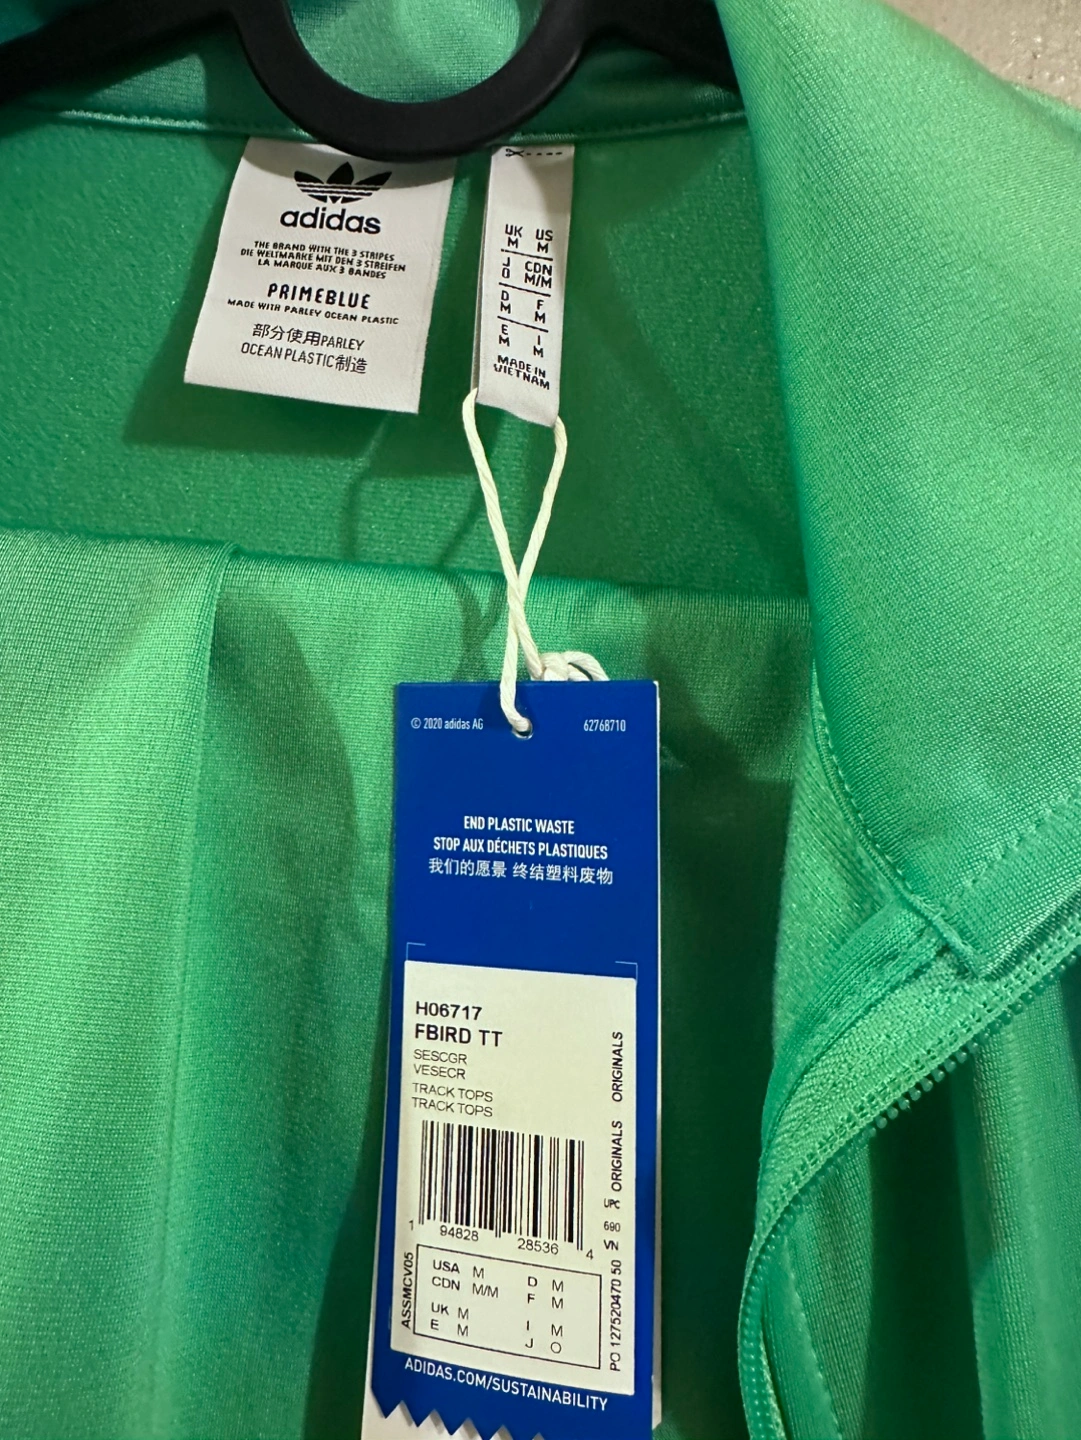 adidas
THE BRAND WITH THE 3 STRIPES
DIE WELTMARKE MIT DEN 3 STREIFEN
LA MARQUE AUX 3 BANDES
PRIMEBLUE
MADE WITH PARLEY OCEAN PLASTIC
部分使用PARLEY
OCEAN PLASTIC制造
UK US
M M
J CDN
O M/M
D F
M M
E I
M M
MADE IN
VIETNAM
© 2020 adidas AG
62768710
END PLASTIC WASTE
STOP AUX DÉCHETS PLASTIQUES
我们的愿景 终结塑料废物
H06717
FBIRD TT
SESCGR
VESECR
TRACK TOPS
TRACK TOPS
ORIGINALS
ORIGINALS
UPC
690
VN
PO 127520470 50
1 94828 28536 4
ASSMCV05
USA M D M
CDN M/M F M
UK M I M
E M J O
ADIDAS.COM/SUSTAINABILITY